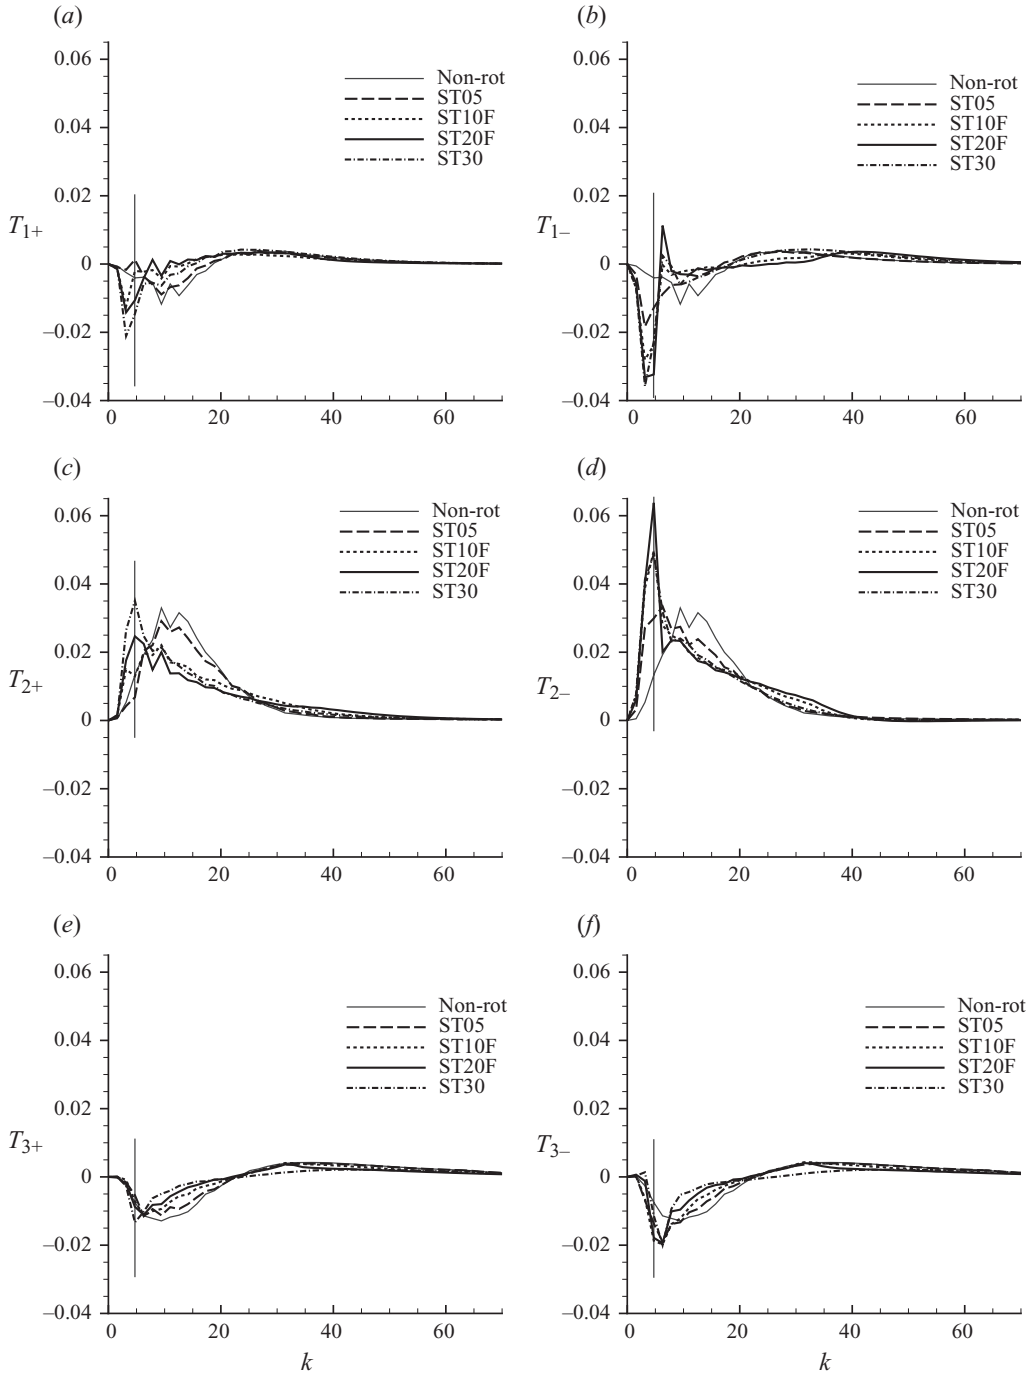 (a)
0.06
0.04
0.02
0
–0.02
–0.04
T1+
Non-rot
ST05
ST10F
ST20F
ST30
0 20 40 60
(b)
0.06
0.04
0.02
0
–0.02
–0.04
T1–
Non-rot
ST05
ST10F
ST20F
ST30
0 20 40 60
(c)
0.06
0.04
0.02
0
–0.02
–0.04
T2+
Non-rot
ST05
ST10F
ST20F
ST30
0 20 40 60
(d)
0.06
0.04
0.02
0
–0.02
–0.04
T2–
Non-rot
ST05
ST10F
ST20F
ST30
0 20 40 60
(e)
0.06
0.04
0.02
0
–0.02
–0.04
T3+
Non-rot
ST05
ST10F
ST20F
ST30
0 20 40 60
k
(f)
0.06
0.04
0.02
0
–0.02
–0.04
T3–
Non-rot
ST05
ST10F
ST20F
ST30
0 20 40 60
k